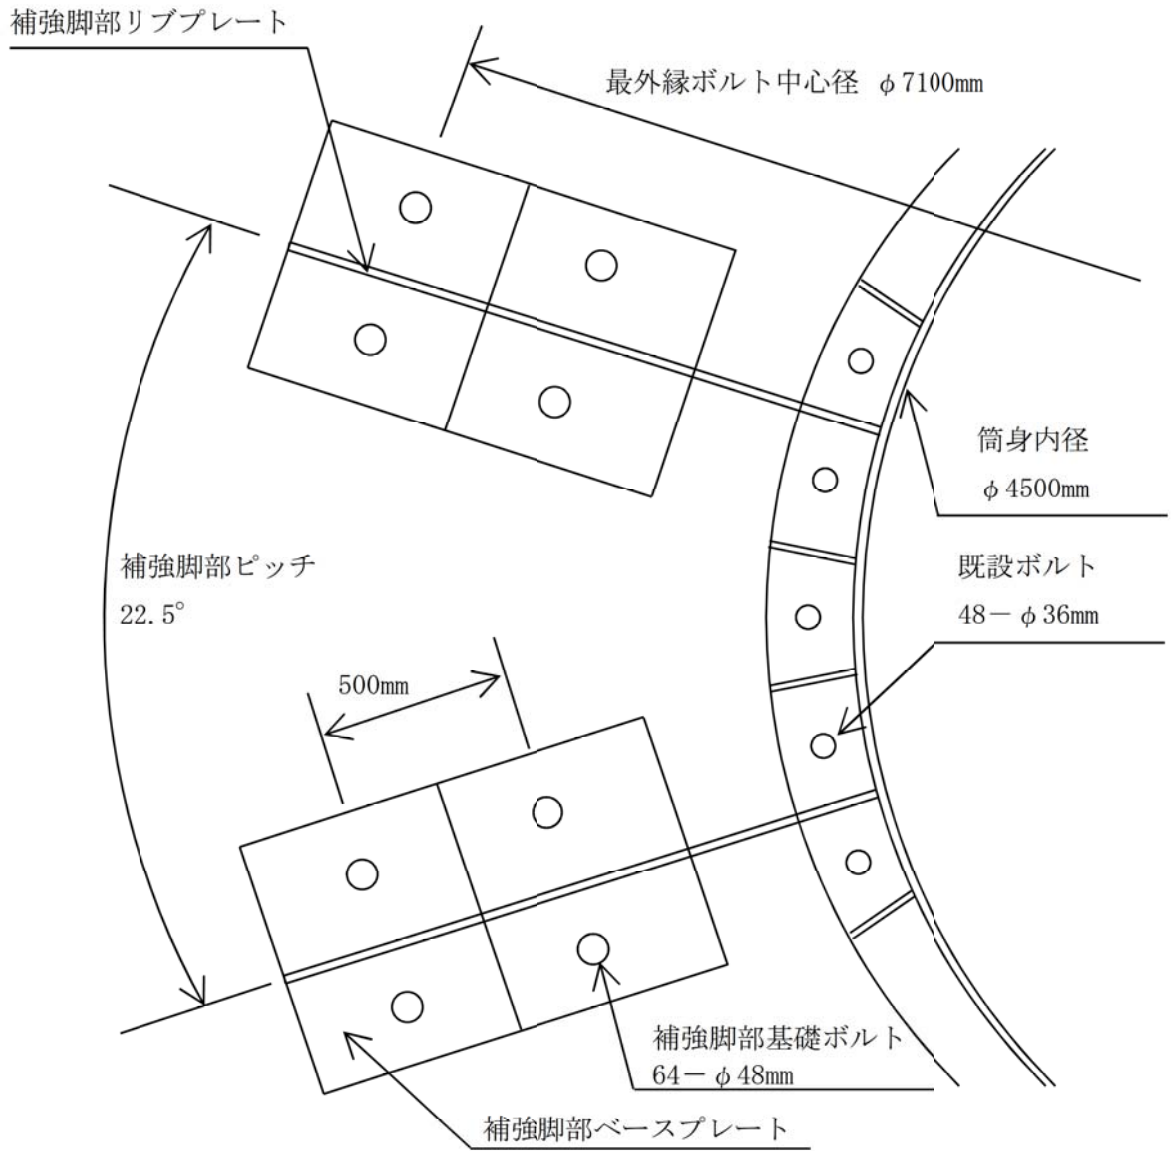 補強脚部リブプレート
最外縁ボルト中心径 φ7100mm
筒身内径
φ4500mm
補強脚部ピッチ
22.5°
既設ボルト
48－φ36mm
500mm
補強脚部基礎ボルト
64－φ48mm
補強脚部ベースプレート